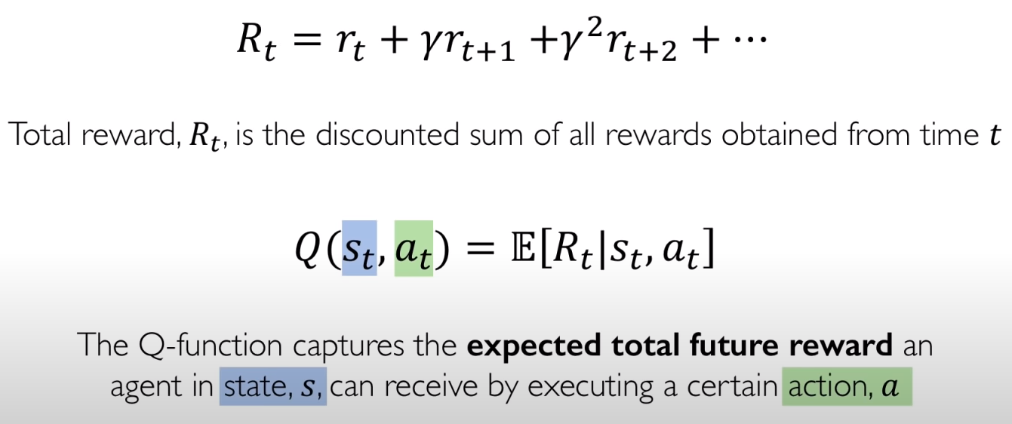 R_t = r_t + γr_{t+1} +γ²r_{t+2} + ⋯
Total reward, R_t, is the discounted sum of all rewards obtained from time t
Q(s_t, a_t) = 𝔼[R_t|s_t, a_t]
The Q-function captures the expected total future reward an
agent in state, s, can receive by executing a certain action, a